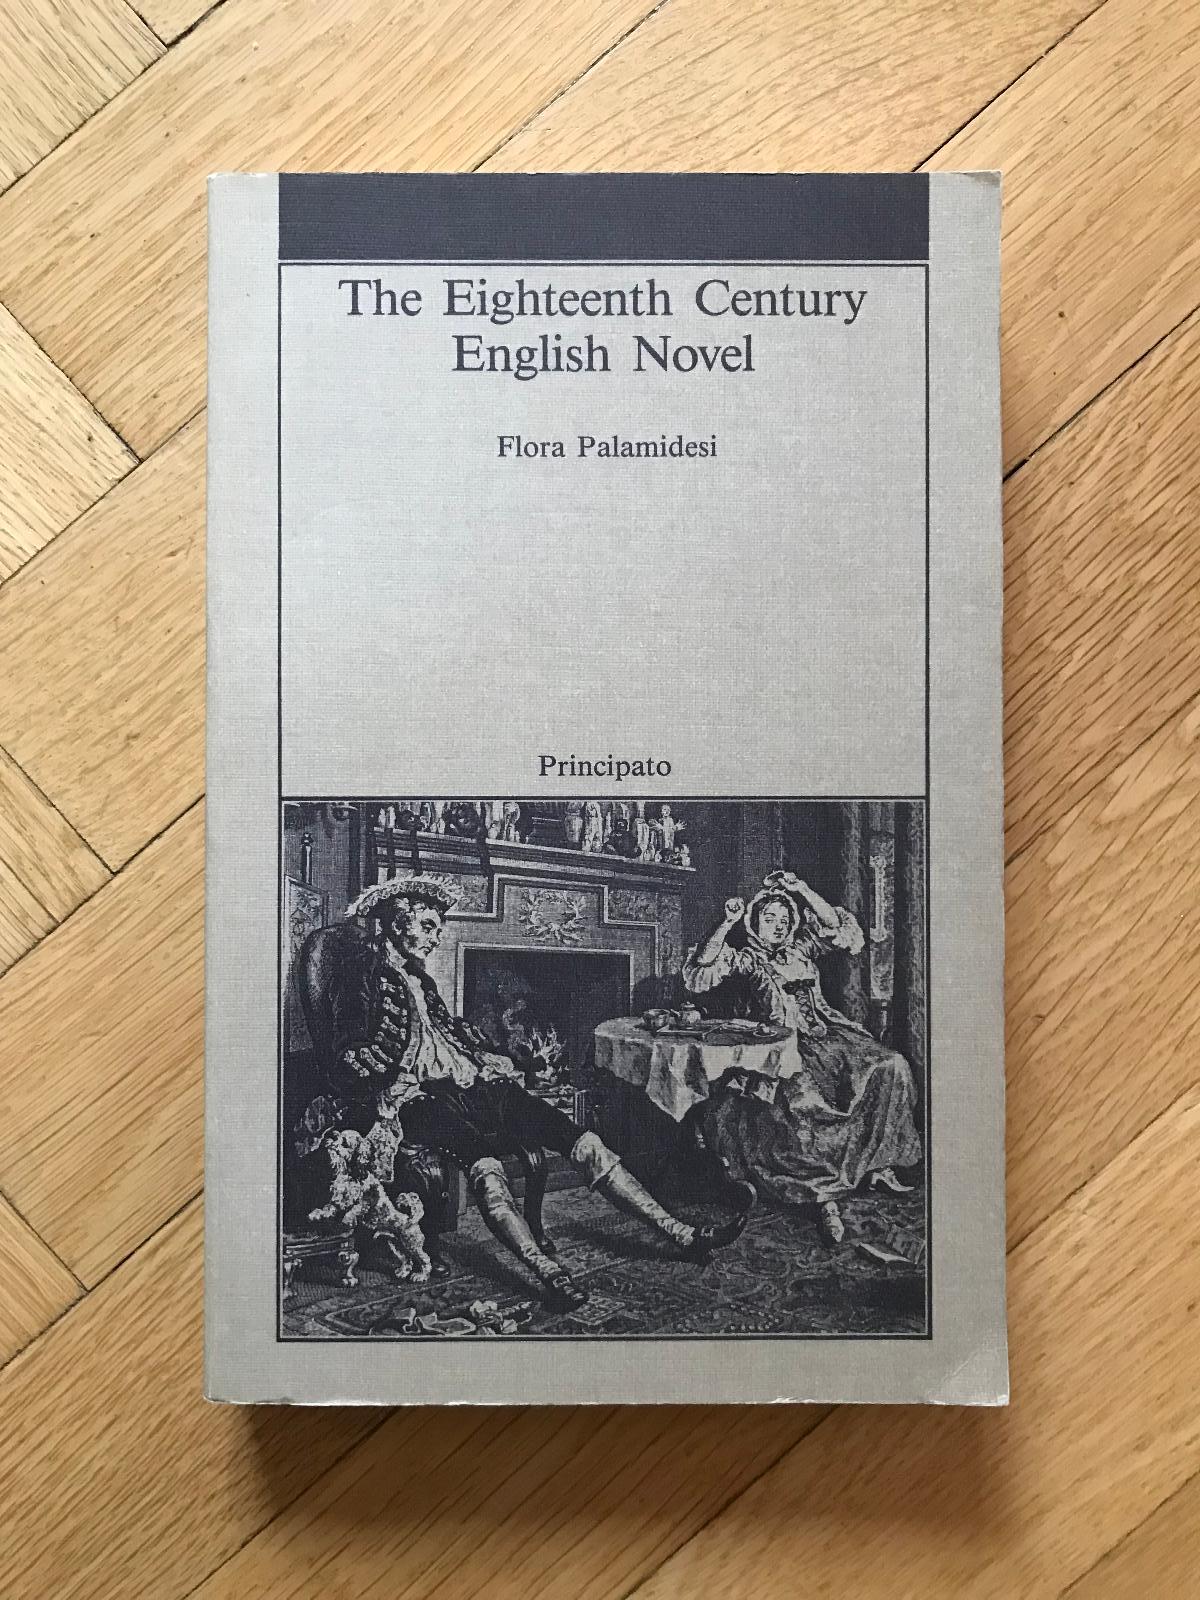 The Eighteenth Century
English Novel
Flora Palamidesi
Principato